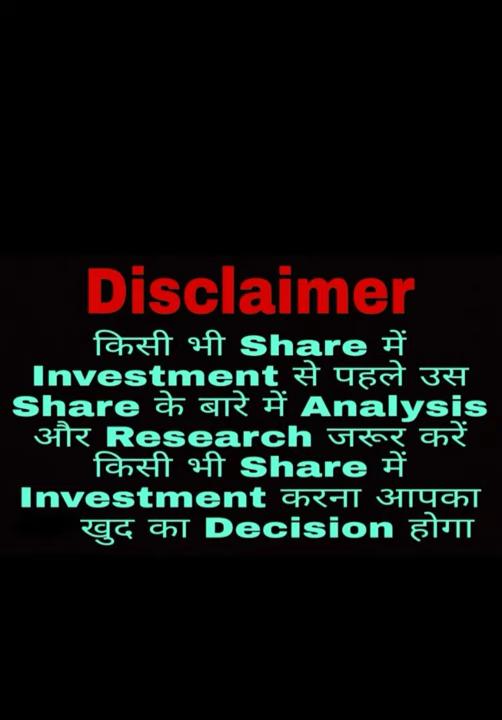 Disclaimer
किसी भी Share में
Investment से पहले उस
Share के बारे में Analysis
और Research जरूर करें
किसी भी Share में
Investment करना आपका
खुद का Decision होगा